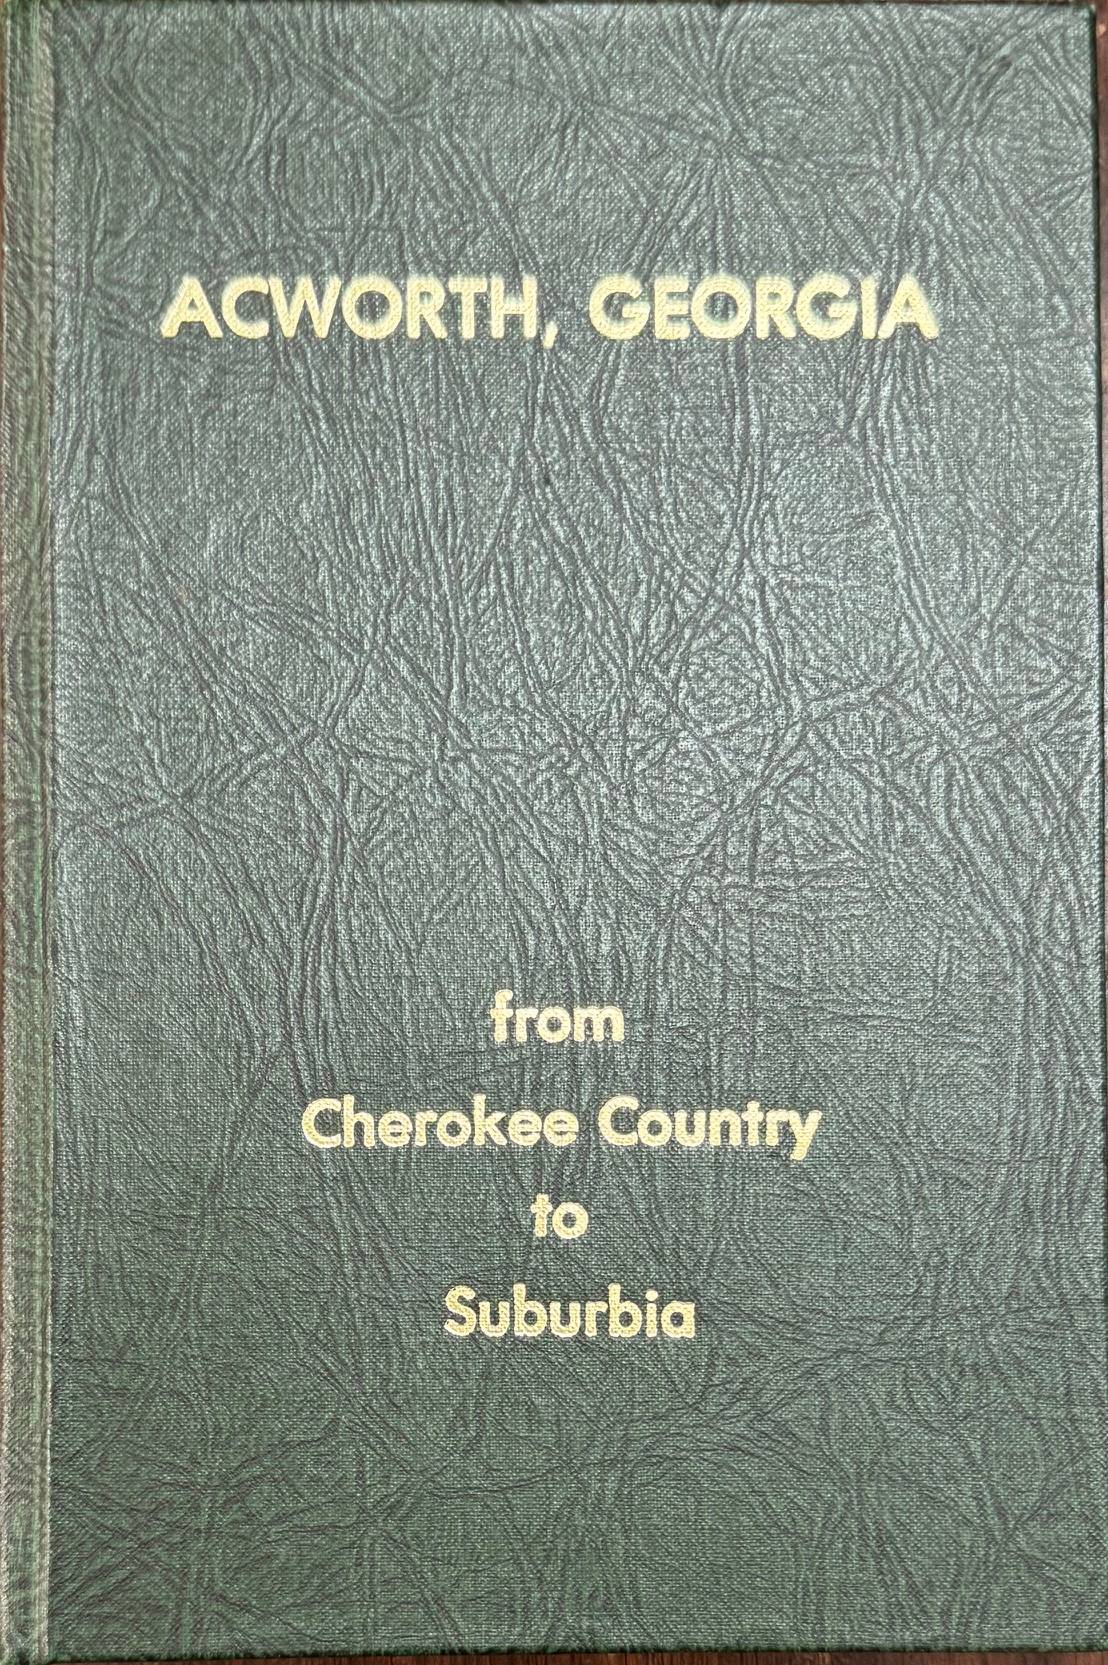 ACWORTH, GEORGIA
from
Cherokee Country
to
Suburbia